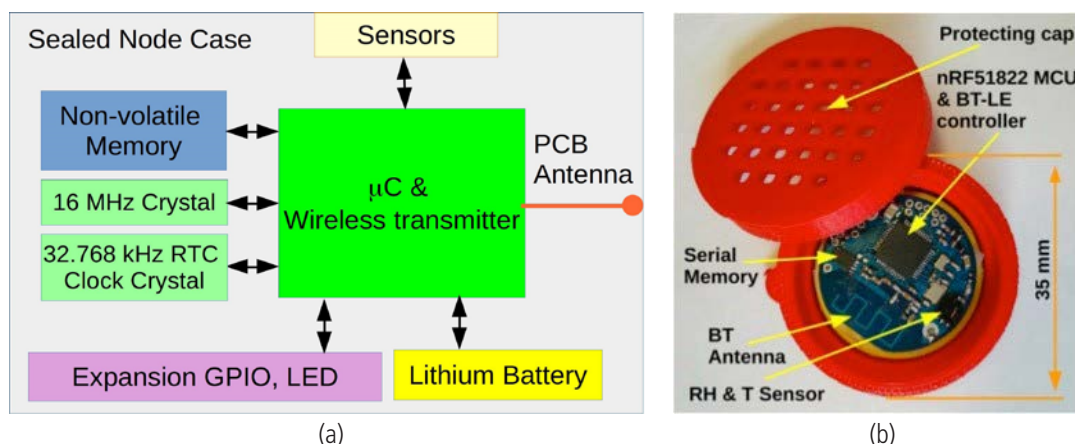 Sealed Node Case
Sensors
Non-volatile
Memory
16 MHz Crystal
32.768 kHz RTC
Clock Crystal
μC &
Wireless transmitter
PCB
Antenna
Expansion GPIO, LED
Lithium Battery
(a)
Protecting cap
nRF51822 MCU
& BT-LE
controller
Serial
Memory
BT
Antenna
RH & T Sensor
35 mm
(b)